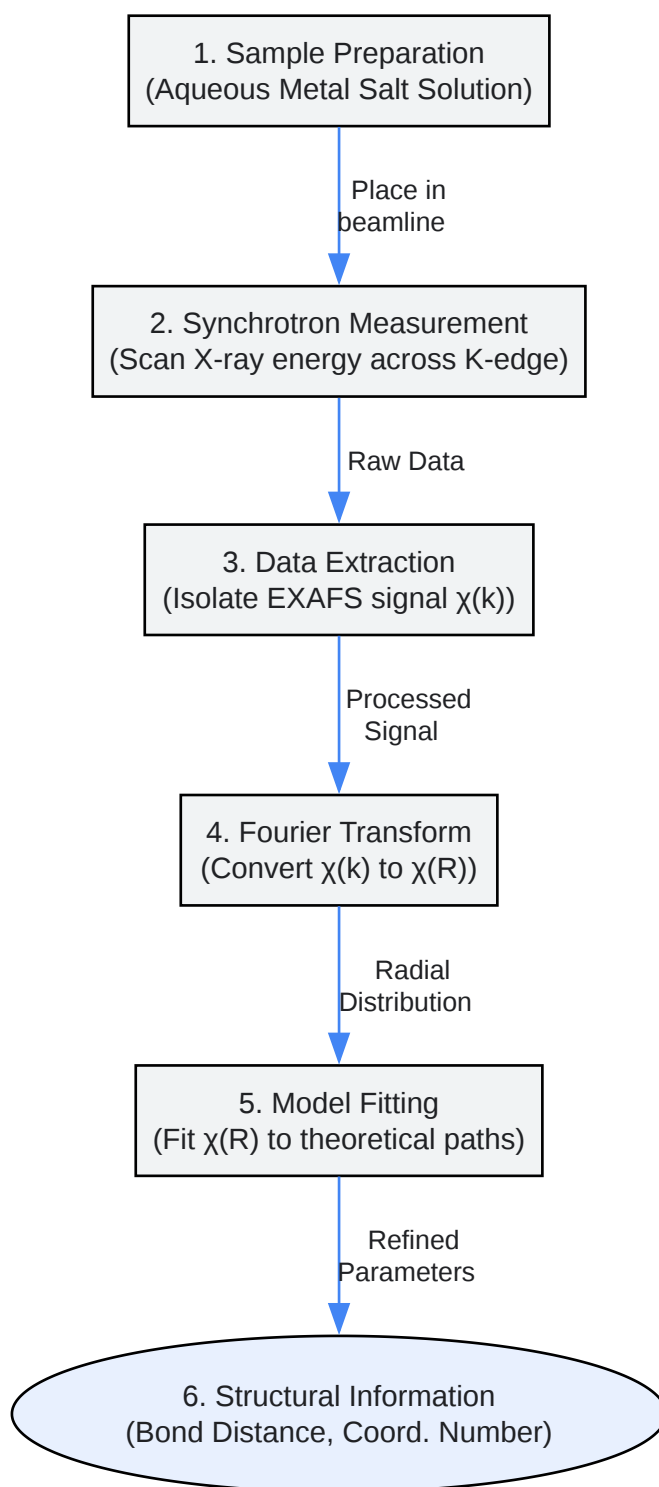 1. Sample Preparation
(Aqueous Metal Salt Solution)
Place in
beamline
2. Synchrotron Measurement
(Scan X-ray energy across K-edge)
Raw Data
3. Data Extraction
(Isolate EXAFS signal χ(k))
Processed
Signal
4. Fourier Transform
(Convert χ(k) to χ(R))
Radial
Distribution
5. Model Fitting
(Fit χ(R) to theoretical paths)
Refined
Parameters
6. Structural Information
(Bond Distance, Coord. Number)